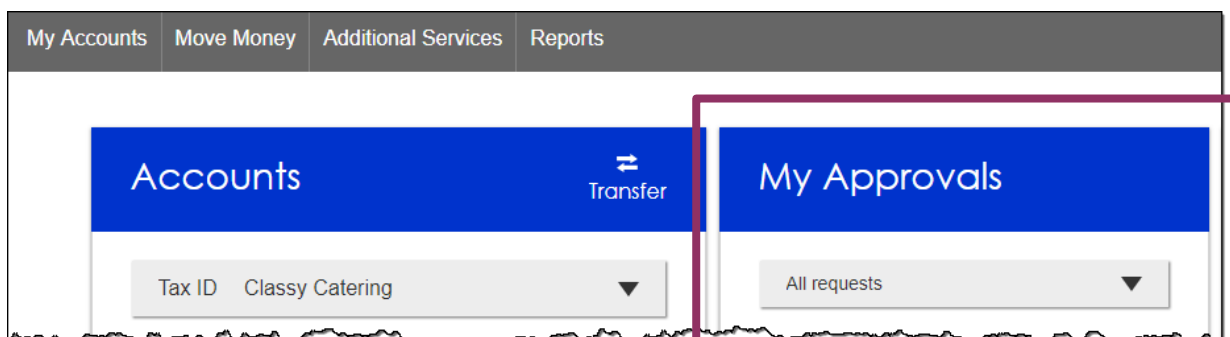 My Accounts Move Money Additional Services Reports
Accounts
Transfer
My Approvals
Tax ID Classy Catering
All requests